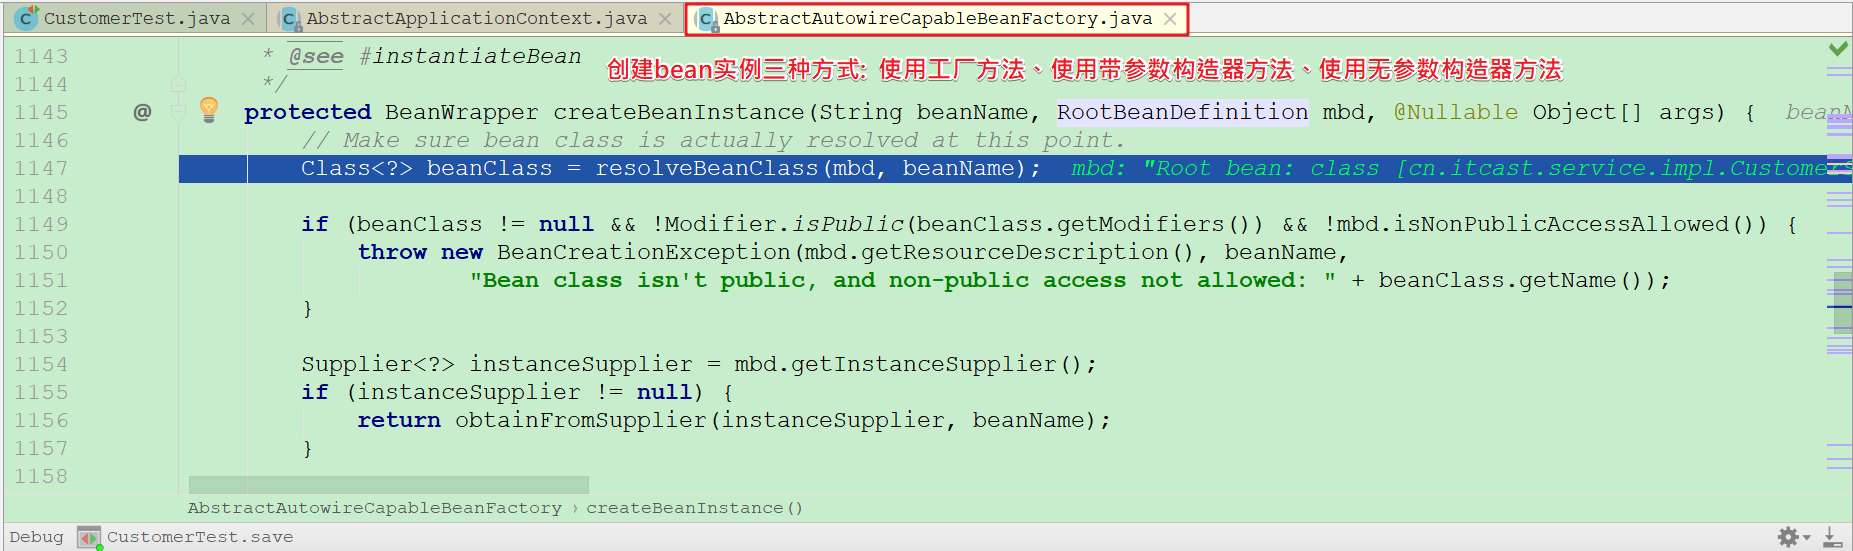 CustomerTest.java
AbstractApplicationContext.java
AbstractAutowireCapableBeanFactory.java
1143 * @see #instantiateBean
创建bean实例三种方式: 使用工厂方法、使用带参数构造器方法、使用无参数构造器方法
1144 */
1145 @ protected BeanWrapper createBeanInstance(String beanName, RootBeanDefinition mbd, @Nullable Object[] args) { beanN
1146 // Make sure bean class is actually resolved at this point.
1147 Class<?> beanClass = resolveBeanClass(mbd, beanName); mbd: "Root bean: class [cn.itcast.service.impl.CustomerS
1148
1149 if (beanClass != null && !Modifier.isPublic(beanClass.getModifiers()) && !mbd.isNonPublicAccessAllowed()) {
1150 throw new BeanCreationException(mbd.getResourceDescription(), beanName,
1151 "Bean class isn't public, and non-public access not allowed: " + beanClass.getName());
1152 }
1153
1154 Supplier<?> instanceSupplier = mbd.getInstanceSupplier();
1155 if (instanceSupplier != null) {
1156 return obtainFromSupplier(instanceSupplier, beanName);
1157 }
1158
AbstractAutowireCapableBeanFactory › createBeanInstance()
Debug CustomerTest.save